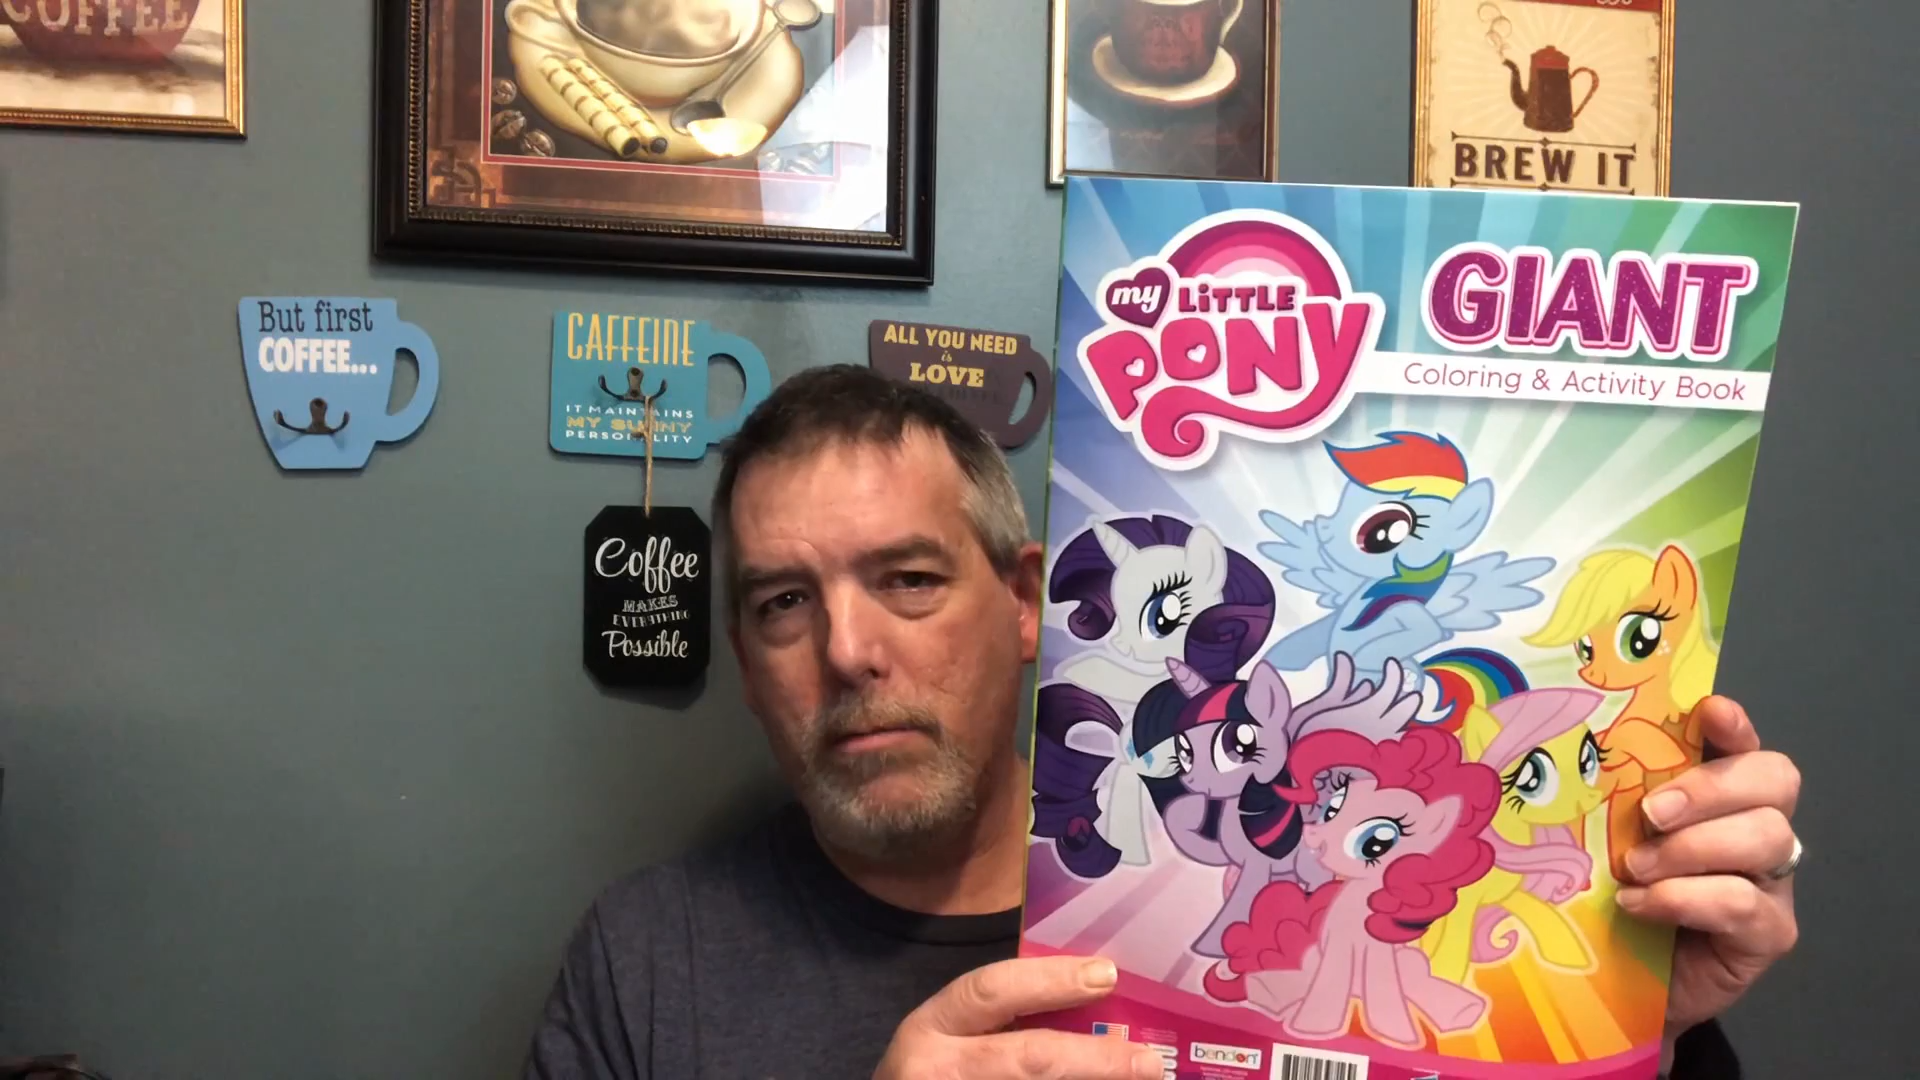 COFFEE
BREW IT
But first
COFFEE...
CAFFEINE
IT MAINTAINS
MY SUNNY
PERSONALITY
ALL YOU NEED
is
LOVE
Coffee
MAKES
EVERYTHING
Possible
my LiTTLE
PONY
GIANT
Coloring & Activity Book
bendon